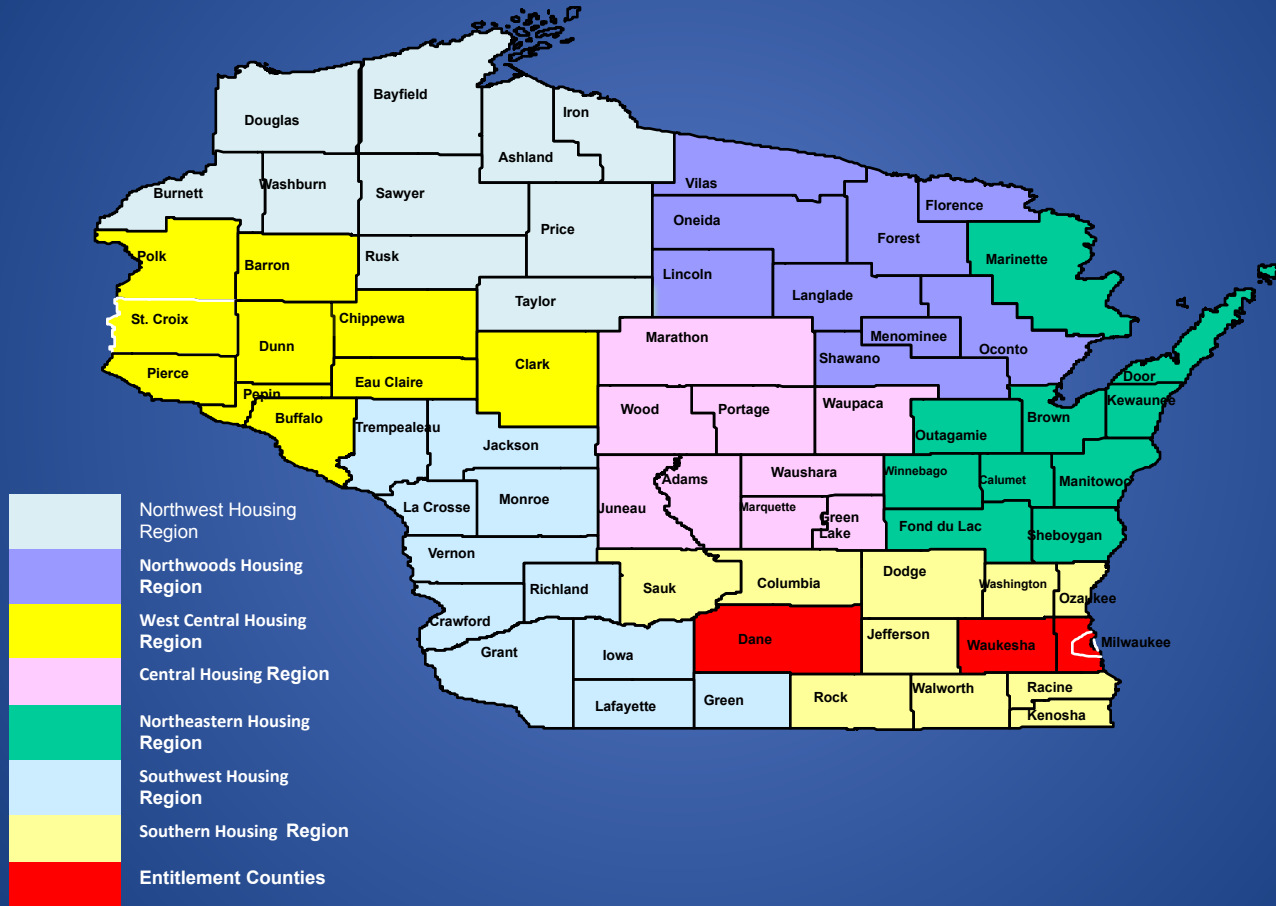 Bayfield
Douglas
Iron
Ashland
Vilas
Burnett
Washburn
Sawyer
Florence
Oneida
Price
Forest
Polk
Barron
Rusk
Marinette
Lincoln
Langlade
Taylor
St. Croix
Chippewa
Marathon
Menominee
Dunn
Shawano
Oconto
Clark
Pierce
Eau Claire
Door
Pepin
Kewaunee
Buffalo
Wood
Portage
Waupaca
Brown
Trempealeau
Outagamie
Jackson
Waushara
Winnebago
Adams
Calumet
Manitowoc
Monroe
La Crosse
Juneau
Marquette
Green
Lake
Fond du Lac
Sheboygan
Vernon
Dodge
Richland
Sauk
Columbia
Washington
Ozaukee
Crawford
Jefferson
Dane
Waukesha
Milwaukee
Grant
Iowa
Walworth
Racine
Green
Rock
Lafayette
Kenosha
Northwest Housing
Region
Northwoods Housing
Region
West Central Housing
Region
Central Housing Region
Northeastern Housing
Region
Southwest Housing
Region
Southern Housing Region
Entitlement Counties